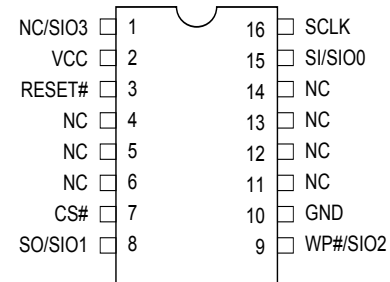 NC/SIO3 1 16 SCLK
VCC 2 15 SI/SIO0
RESET# 3 14 NC
NC 4 13 NC
NC 5 12 NC
NC 6 11 NC
CS# 7 10 GND
SO/SIO1 8 9 WP#/SIO2